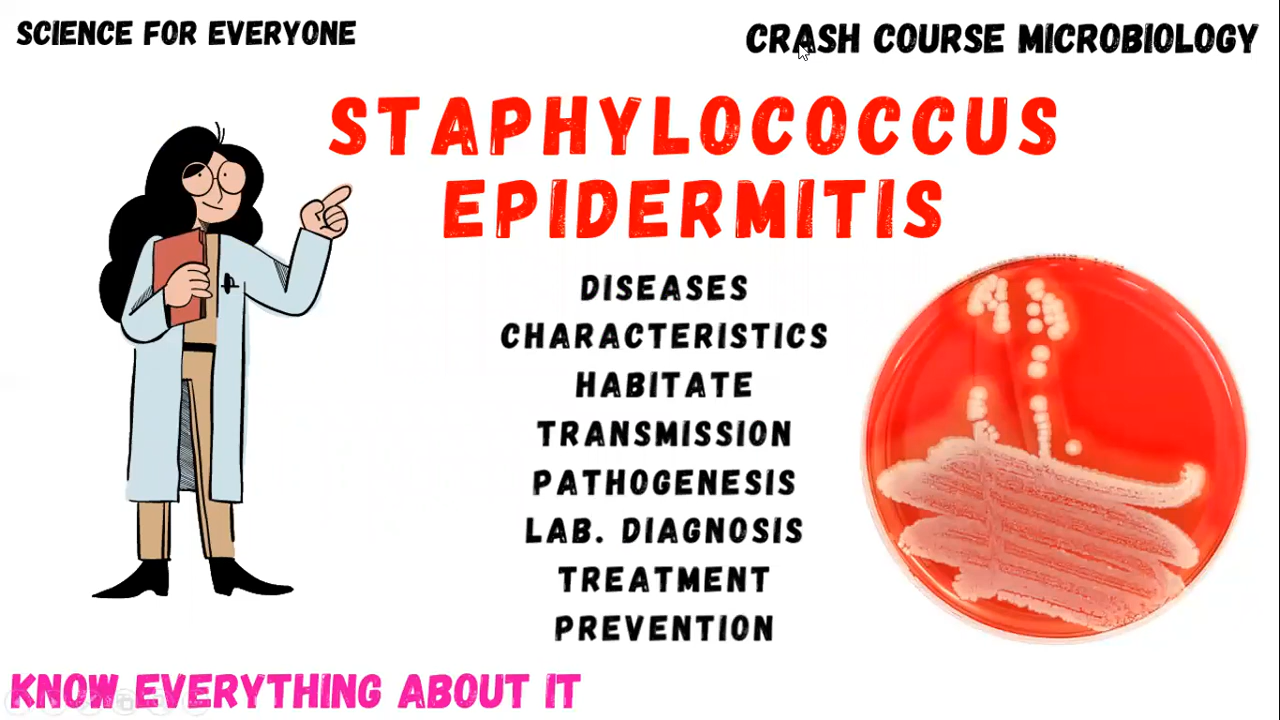 SCIENCE FOR EVERYONE
CRASH COURSE MICROBIOLOGY
STAPHYLOCOCCUS
EPIDERMITIS
DISEASES
CHARACTERISTICS
HABITATE
TRANSMISSION
PATHOGENESIS
LAB. DIAGNOSIS
TREATMENT
PREVENTION
KNOW EVERYTHING ABOUT IT